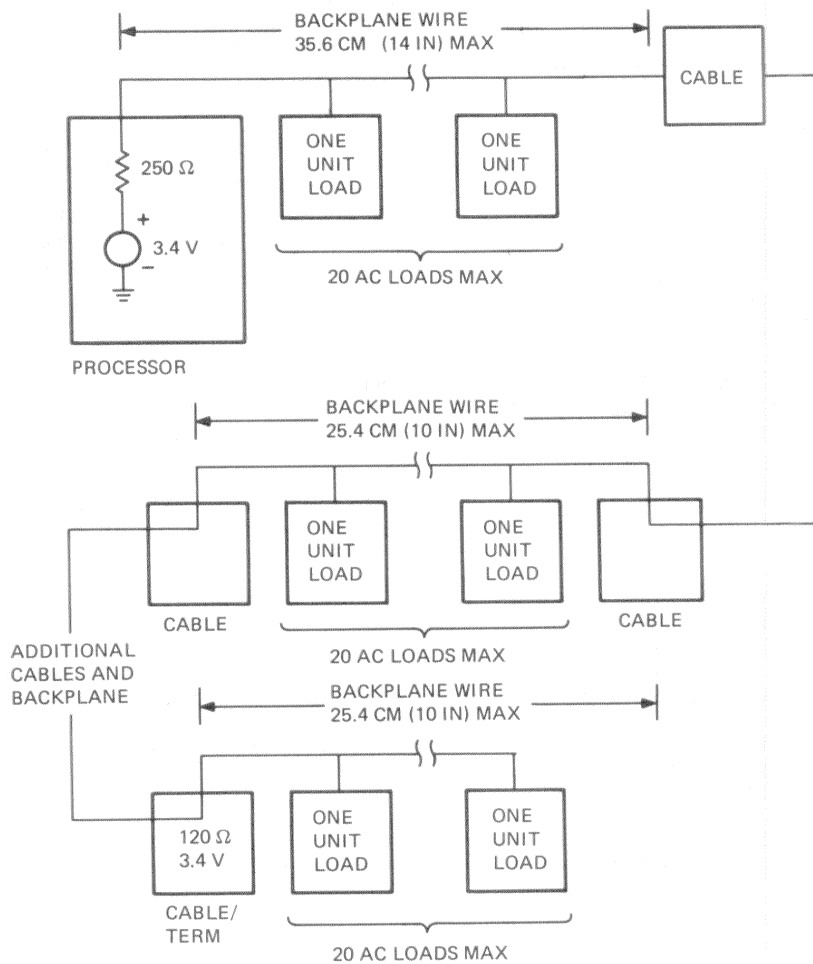 BACKPLANE WIRE
35.6 CM (14 IN) MAX
CABLE
ONE
UNIT
LOAD
ONE
UNIT
LOAD
250 Ω
+
3.4 V
−
20 AC LOADS MAX
PROCESSOR
BACKPLANE WIRE
25.4 CM (10 IN) MAX
ONE
UNIT
LOAD
ONE
UNIT
LOAD
CABLE
CABLE
20 AC LOADS MAX
ADDITIONAL
CABLES AND
BACKPLANE
BACKPLANE WIRE
25.4 CM (10 IN) MAX
120 Ω
3.4 V
ONE
UNIT
LOAD
ONE
UNIT
LOAD
CABLE/
TERM
20 AC LOADS MAX